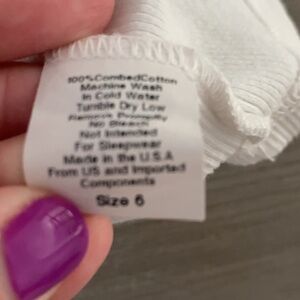 100%CombedCotton
Machine Wash
In Cold Water
Tumble Dry Low
Remove Promptly
No Bleach
Not Intended
For Sleepwear
Made in the U.S.A
From US and Imported
Components
Size 6